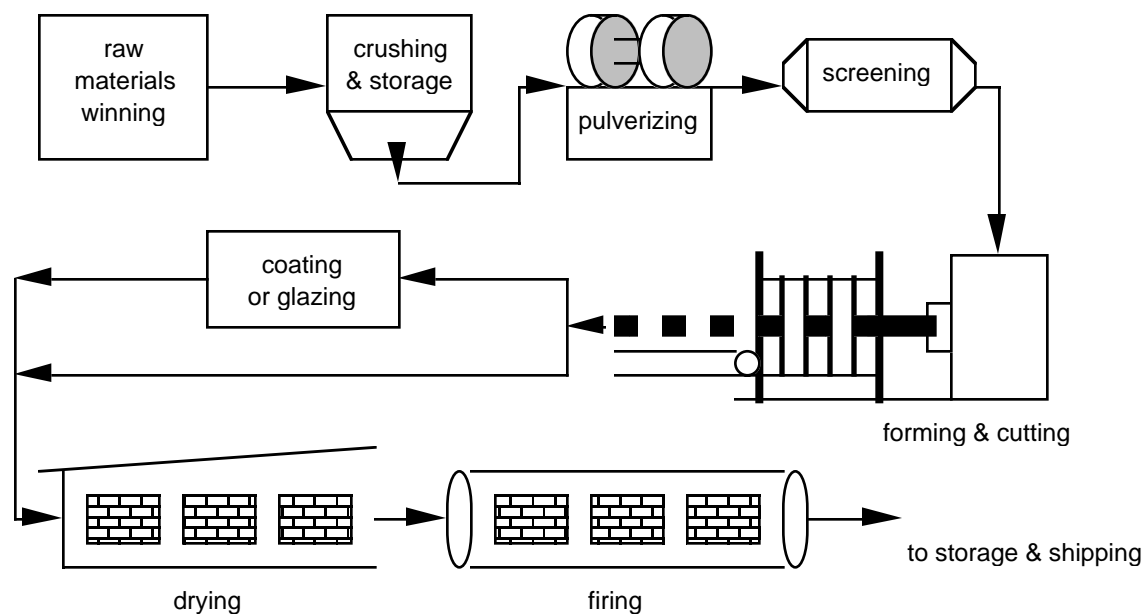 raw
materials
winning
crushing
& storage
pulverizing
screening
coating
or glazing
forming & cutting
to storage & shipping
drying
firing